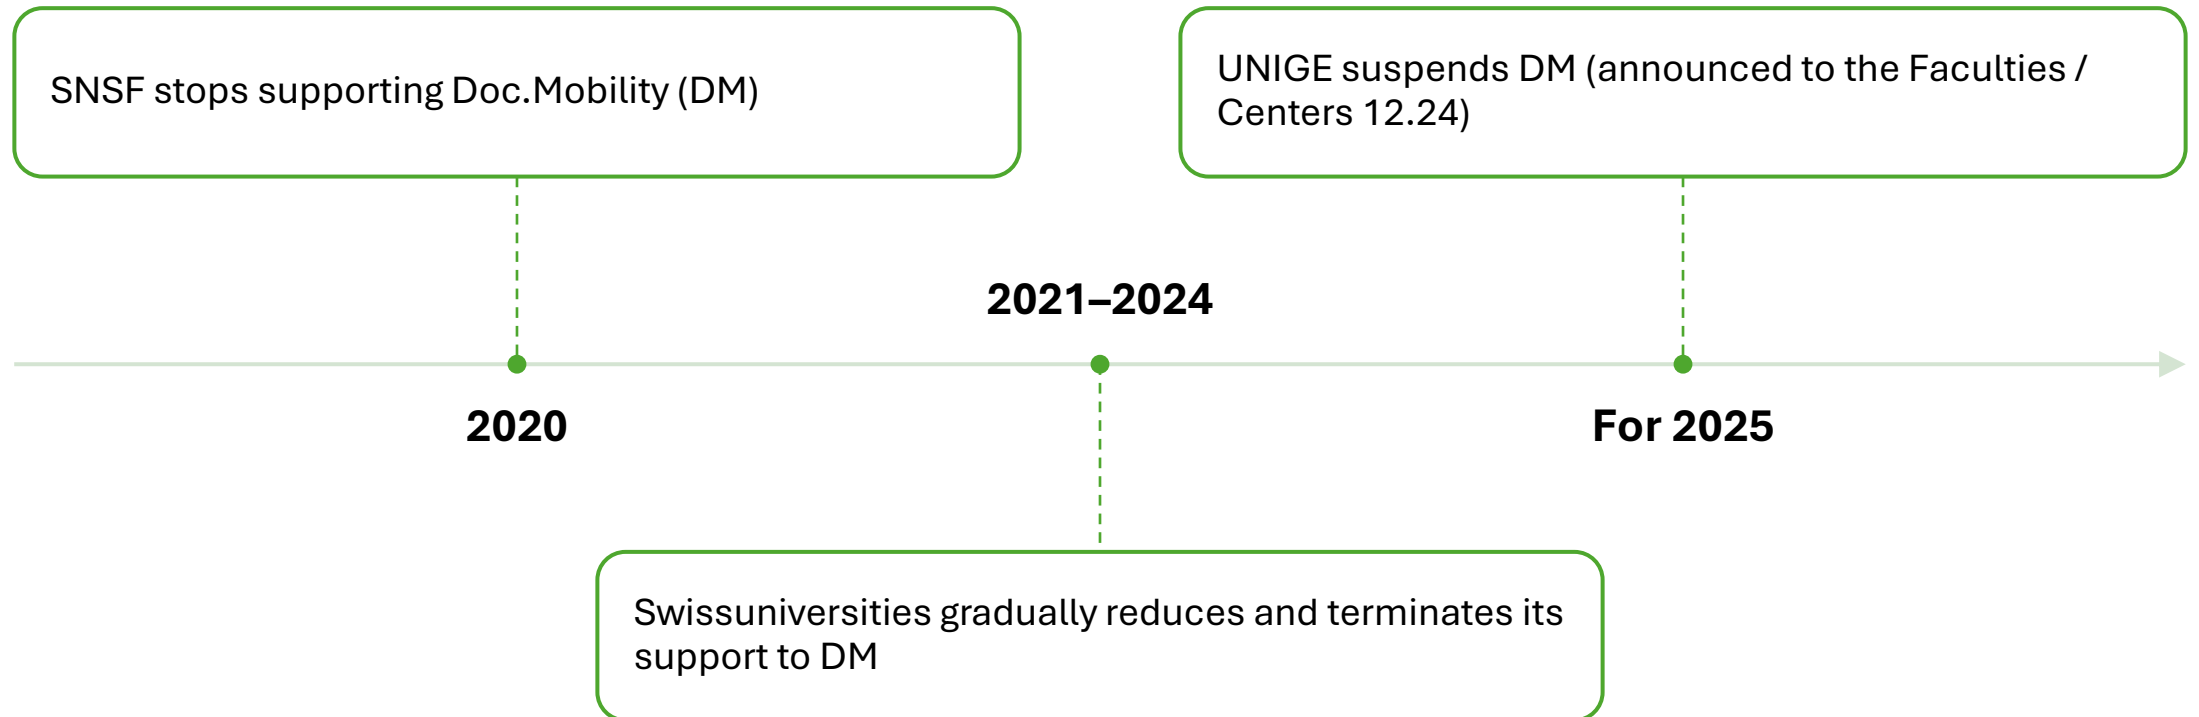 SNSF stops supporting Doc.Mobility (DM)
UNIGE suspends DM (announced to the Faculties /
Centers 12.24)
2021–2024
2020
For 2025
Swissuniversities gradually reduces and terminates its
support to DM